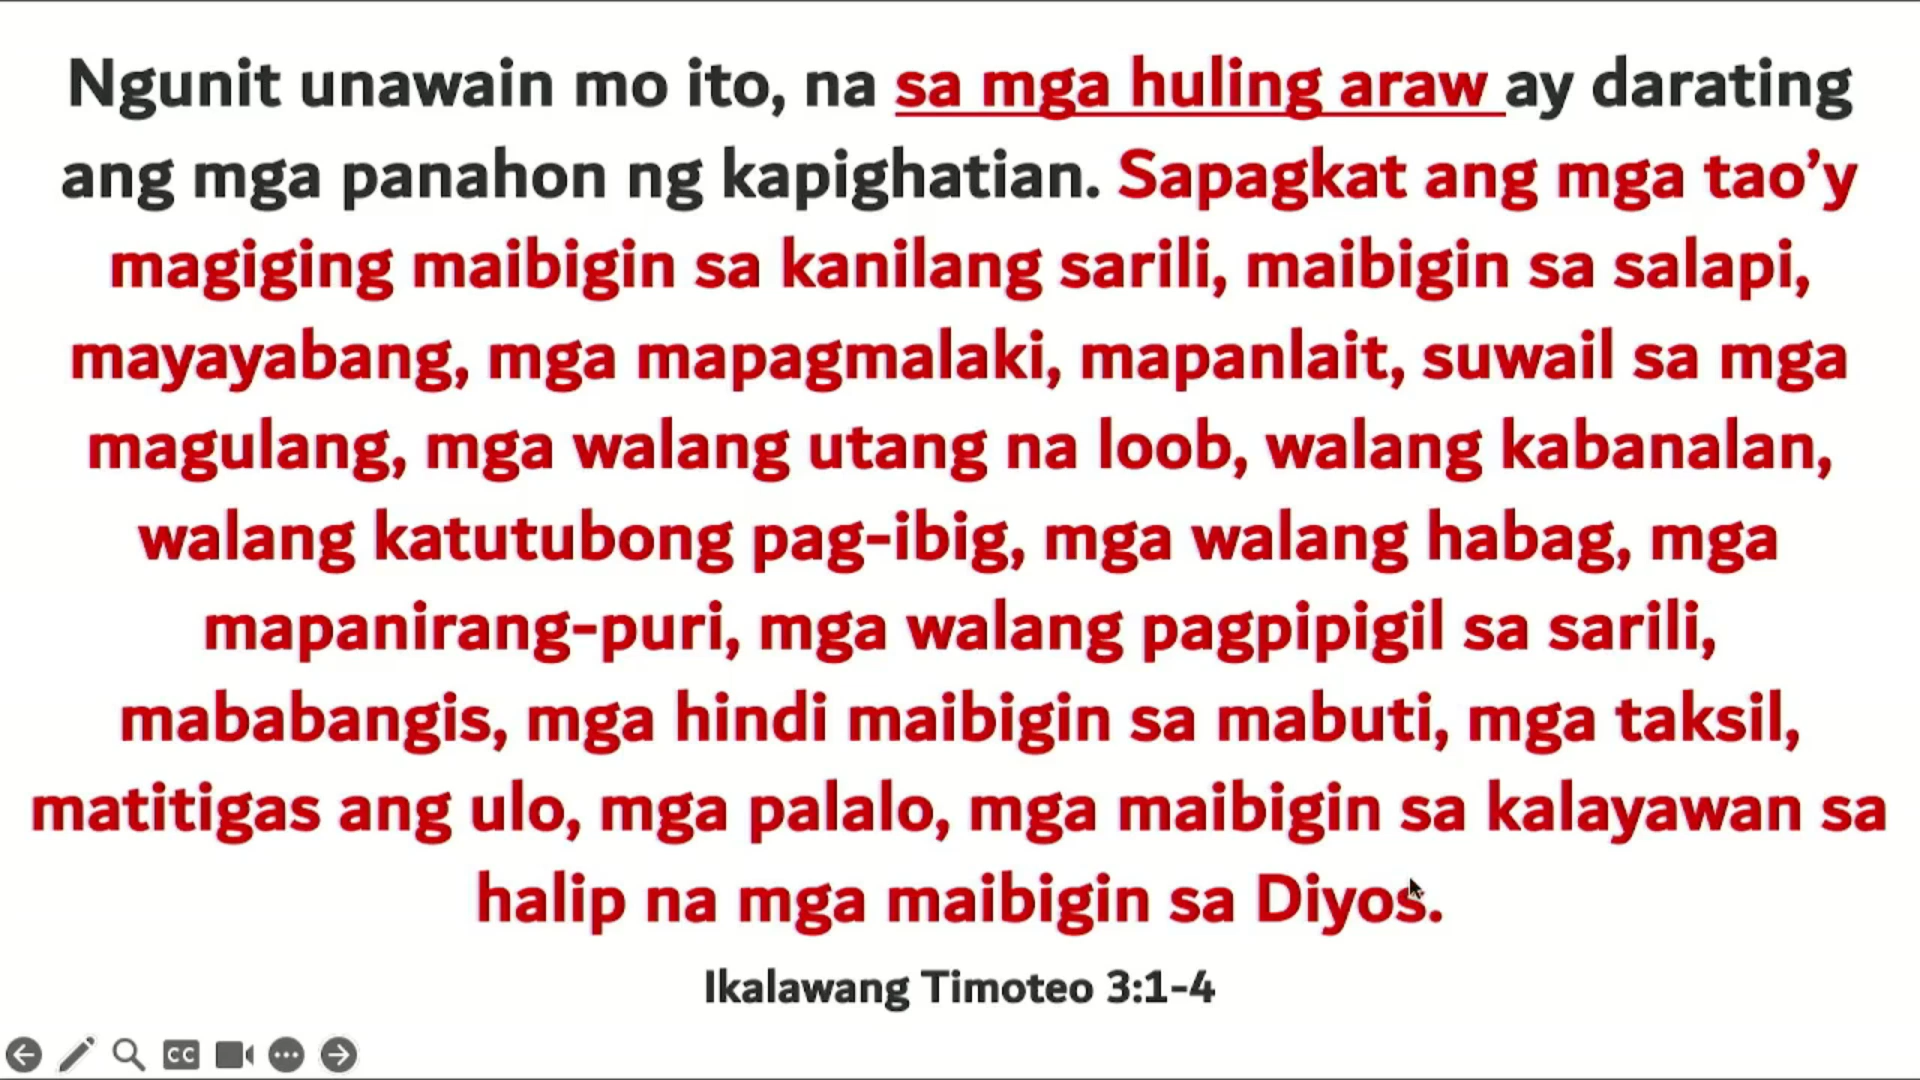 Ngunit unawain mo ito, na sa mga huling araw ay darating
ang mga panahon ng kapighatian. Sapagkat ang mga tao’y
magiging maibigin sa kanilang sarili, maibigin sa salapi,
mayayabang, mga mapagmalaki, mapanlait, suwail sa mga
magulang, mga walang utang na loob, walang kabanalan,
walang katutubong pag-ibig, mga walang habag, mga
mapanirang-puri, mga walang pagpipigil sa sarili,
mababangis, mga hindi maibigin sa mabuti, mga taksil,
matitigas ang ulo, mga palalo, mga maibigin sa kalayawan sa
halip na mga maibigin sa Diyos.
Ikalawang Timoteo 3:1-4
CC